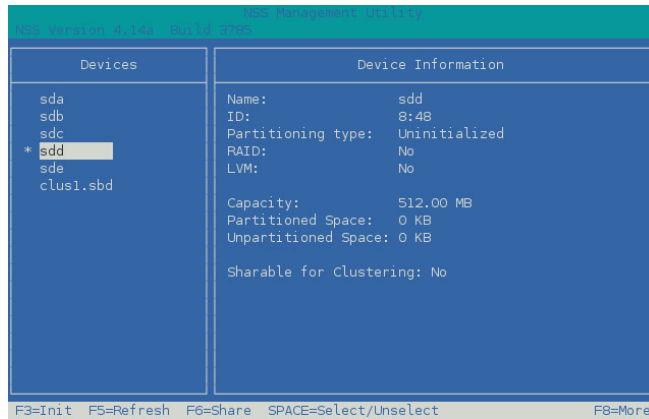 NSS Management Utility
NSS Version 4.14a Build 3785
Devices
Device Information
sda
sdb
sdc
* sdd
sde
clus1.sbd
Name: sdd
ID: 8:48
Partitioning type: Uninitialized
RAID: No
LVM: No
Capacity: 512.00 MB
Partitioned Space: 0 KB
Unpartitioned Space: 0 KB
Sharable for Clustering: No
F3=Init F5=Refresh F6=Share SPACE=Select/Unselect F8=More